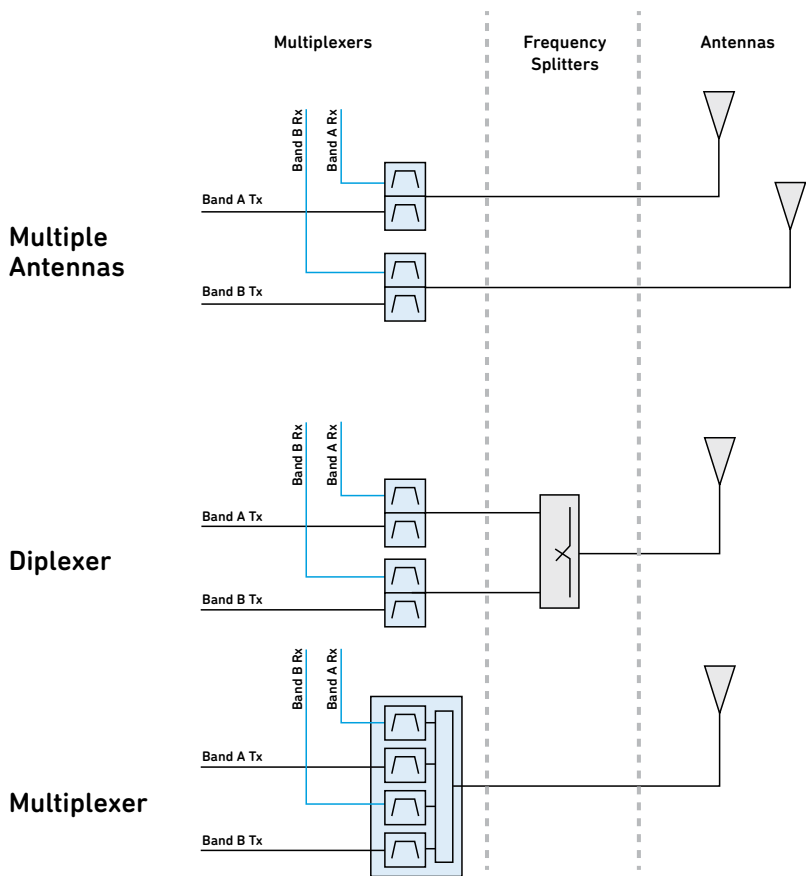 Multiplexers
Frequency
Splitters
Antennas
Multiple
Antennas
Band B Rx
Band A Rx
Band A Tx
Band B Tx
Diplexer
Band B Rx
Band A Rx
Band A Tx
Band B Tx
Multiplexer
Band B Rx
Band A Rx
Band A Tx
Band B Tx